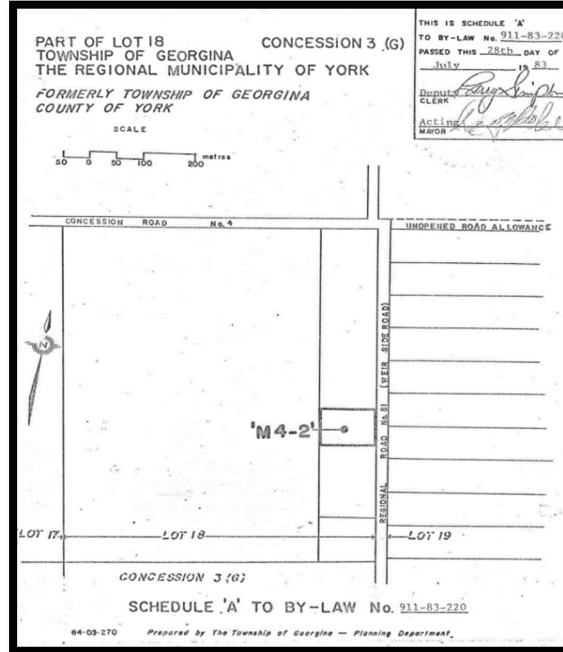 THIS IS SCHEDULE 'A'
TO BY-LAW No. 911-83-220
PASSED THIS 28th DAY OF
July 19 83
Deputy
CLERK
Acting
MAYOR
PART OF LOT 18 CONCESSION 3 (G)
TOWNSHIP OF GEORGINA
THE REGIONAL MUNICIPALITY OF YORK
FORMERLY TOWNSHIP OF GEORGINA
COUNTY OF YORK
SCALE
50 0 50 100 200 metres
CONCESSION ROAD No. 4
UNOPENED ROAD ALLOWANCE
N
REGIONAL ROAD No. 81 (WEIR SIDE ROAD)
'M4-2'
LOT 17
LOT 18
LOT 19
CONCESSION 3 (G)
SCHEDULE 'A' TO BY-LAW No. 911-83-220
64-03-270 Prepared by The Township of Georgina — Planning Department.